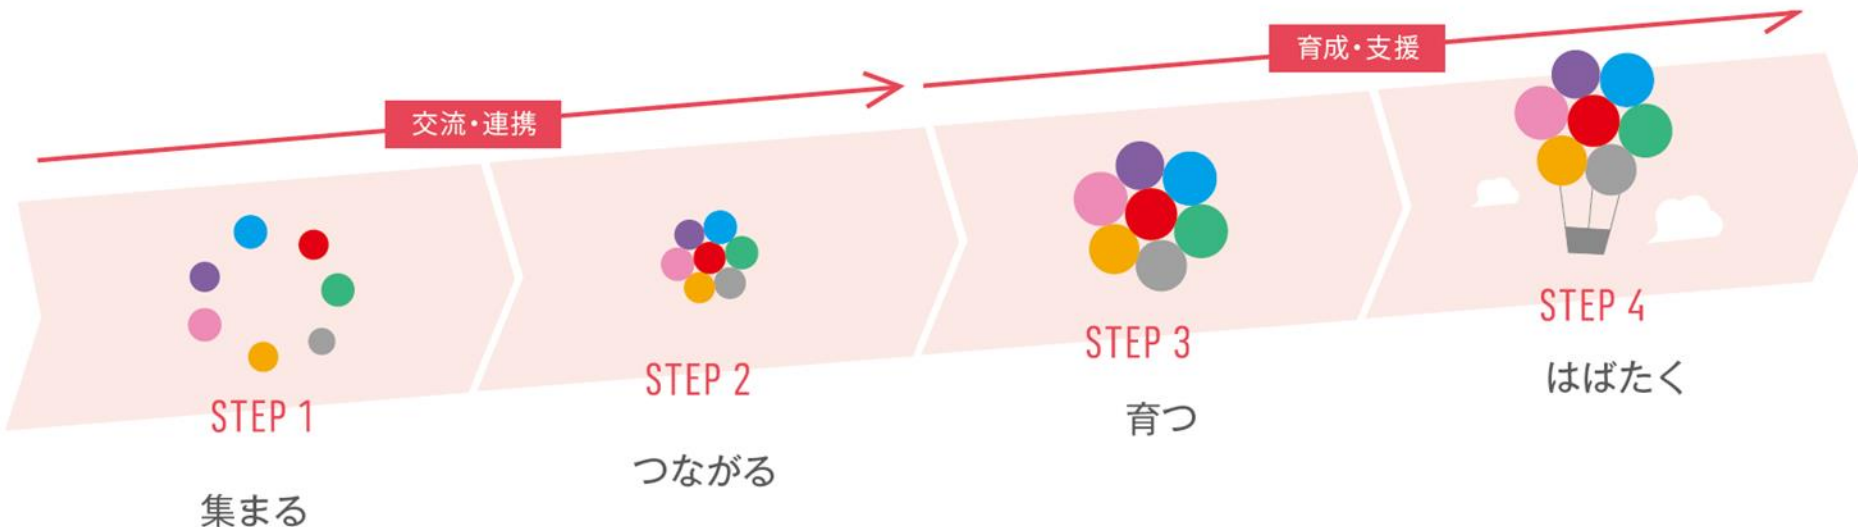 交流・連携
育成・支援
STEP 1
集まる
STEP 2
つながる
STEP 3
育つ
STEP 4
はばたく